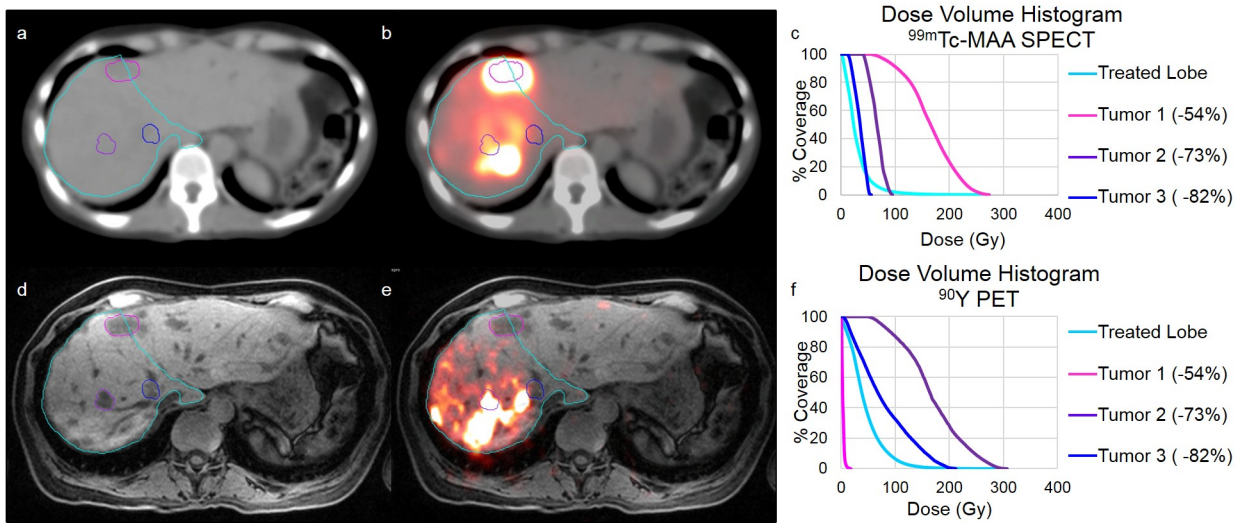 a
b
Dose Volume Histogram
99mTc-MAA SPECT
c
% Coverage
100
80
60
40
20
0
0 100 200 300 400
Dose (Gy)
Treated Lobe
Tumor 1 (-54%)
Tumor 2 (-73%)
Tumor 3 ( -82%)
d
e
Dose Volume Histogram
90Y PET
f
% Coverage
100
80
60
40
20
0
0 100 200 300 400
Dose (Gy)
Treated Lobe
Tumor 1 (-54%)
Tumor 2 (-73%)
Tumor 3 ( -82%)